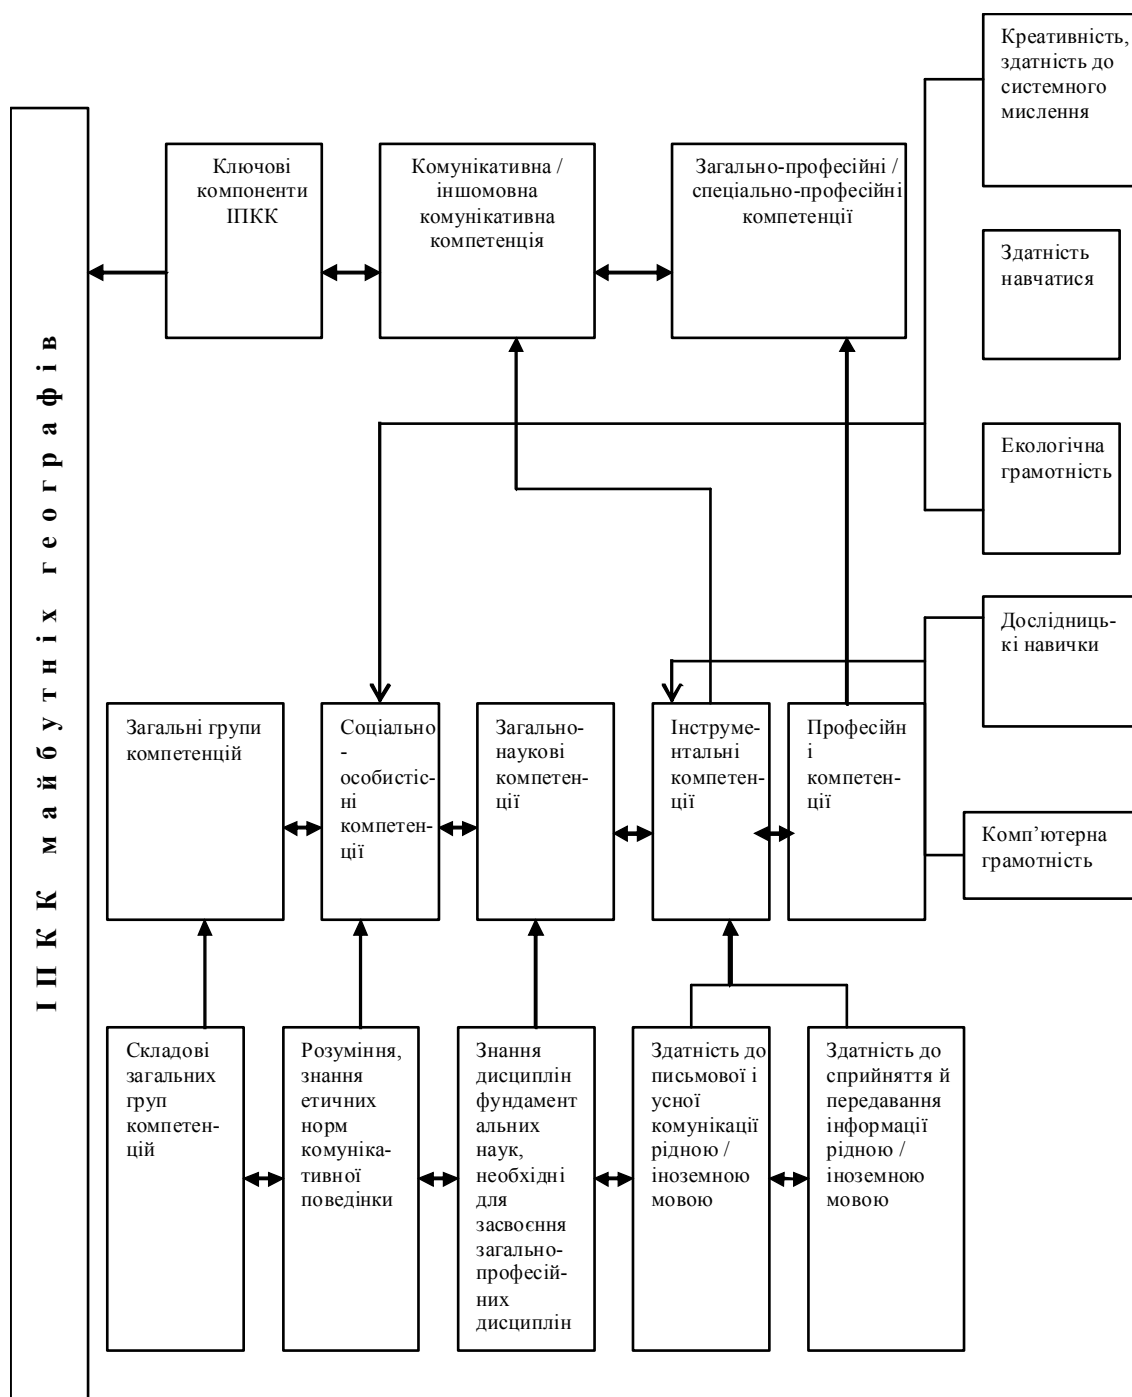 ІПКК майбутніх географів
Креативність,
здатність до
системного
мислення
Ключові
компоненти
ІПКК
Комунікативна /
іншомовна
комунікативна
компетенція
Загально-професійні /
спеціально-професійні
компетенції
Здатність
навчатися
Екологічна
грамотність
Дослідниць-
кі навички
Загальні групи
компетенцій
Соціально
-
особистіс-
ні
компетен-
ції
Загально-
наукові
компетен-
ції
Інструме-
нтальні
компетен-
ції
Професійн
і
компетен-
ції
Комп’ютерна
грамотність
Складові
загальних
груп
компетен-
цій
Розуміння,
знання
етичних
норм
комуніка-
тивної
поведінки
Знання
дисциплін
фундамент
альних
наук,
необхідні
для
засвоєння
загально-
професій-
них
дисциплін
Здатність до
письмової і
усної
комунікації
рідною /
іноземною
мовою
Здатність до
сприйняття й
передавання
інформації
рідною /
іноземною
мовою